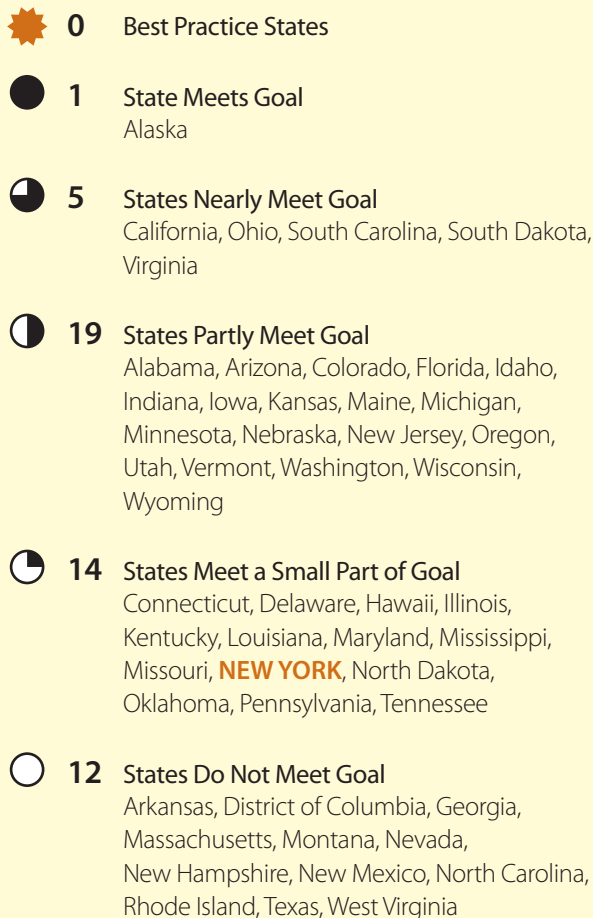 0 Best Practice States
1 State Meets Goal
Alaska
5 States Nearly Meet Goal
California, Ohio, South Carolina, South Dakota,
Virginia
19 States Partly Meet Goal
Alabama, Arizona, Colorado, Florida, Idaho,
Indiana, Iowa, Kansas, Maine, Michigan,
Minnesota, Nebraska, New Jersey, Oregon,
Utah, Vermont, Washington, Wisconsin,
Wyoming
14 States Meet a Small Part of Goal
Connecticut, Delaware, Hawaii, Illinois,
Kentucky, Louisiana, Maryland, Mississippi,
Missouri, NEW YORK, North Dakota,
Oklahoma, Pennsylvania, Tennessee
12 States Do Not Meet Goal
Arkansas, District of Columbia, Georgia,
Massachusetts, Montana, Nevada,
New Hampshire, New Mexico, North Carolina,
Rhode Island, Texas, West Virginia